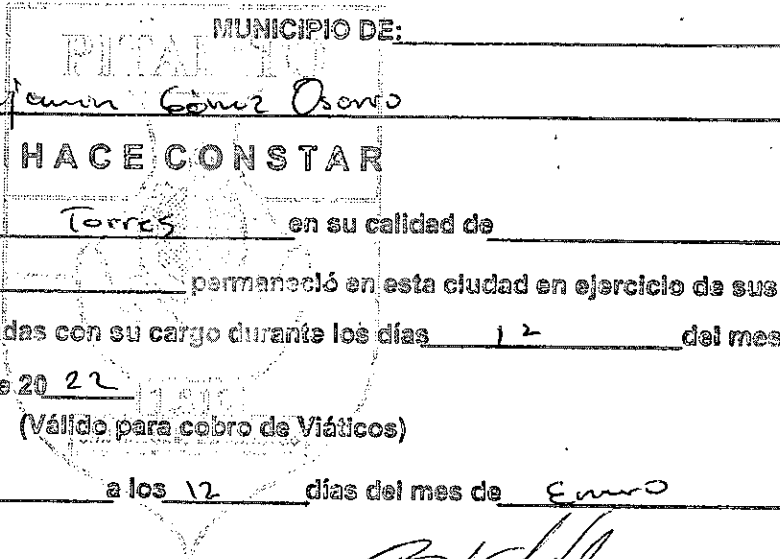 MUNICIPIO DE:
PITALITO
Gómez Osorio
HACE CONSTAR
Torres en su calidad de
permaneció en esta ciudad en ejercicio de sus
das con su cargo durante los días 12 del mes
e 20 22
(Válido para cobro de Viáticos)
a los 12 días del mes de Enero